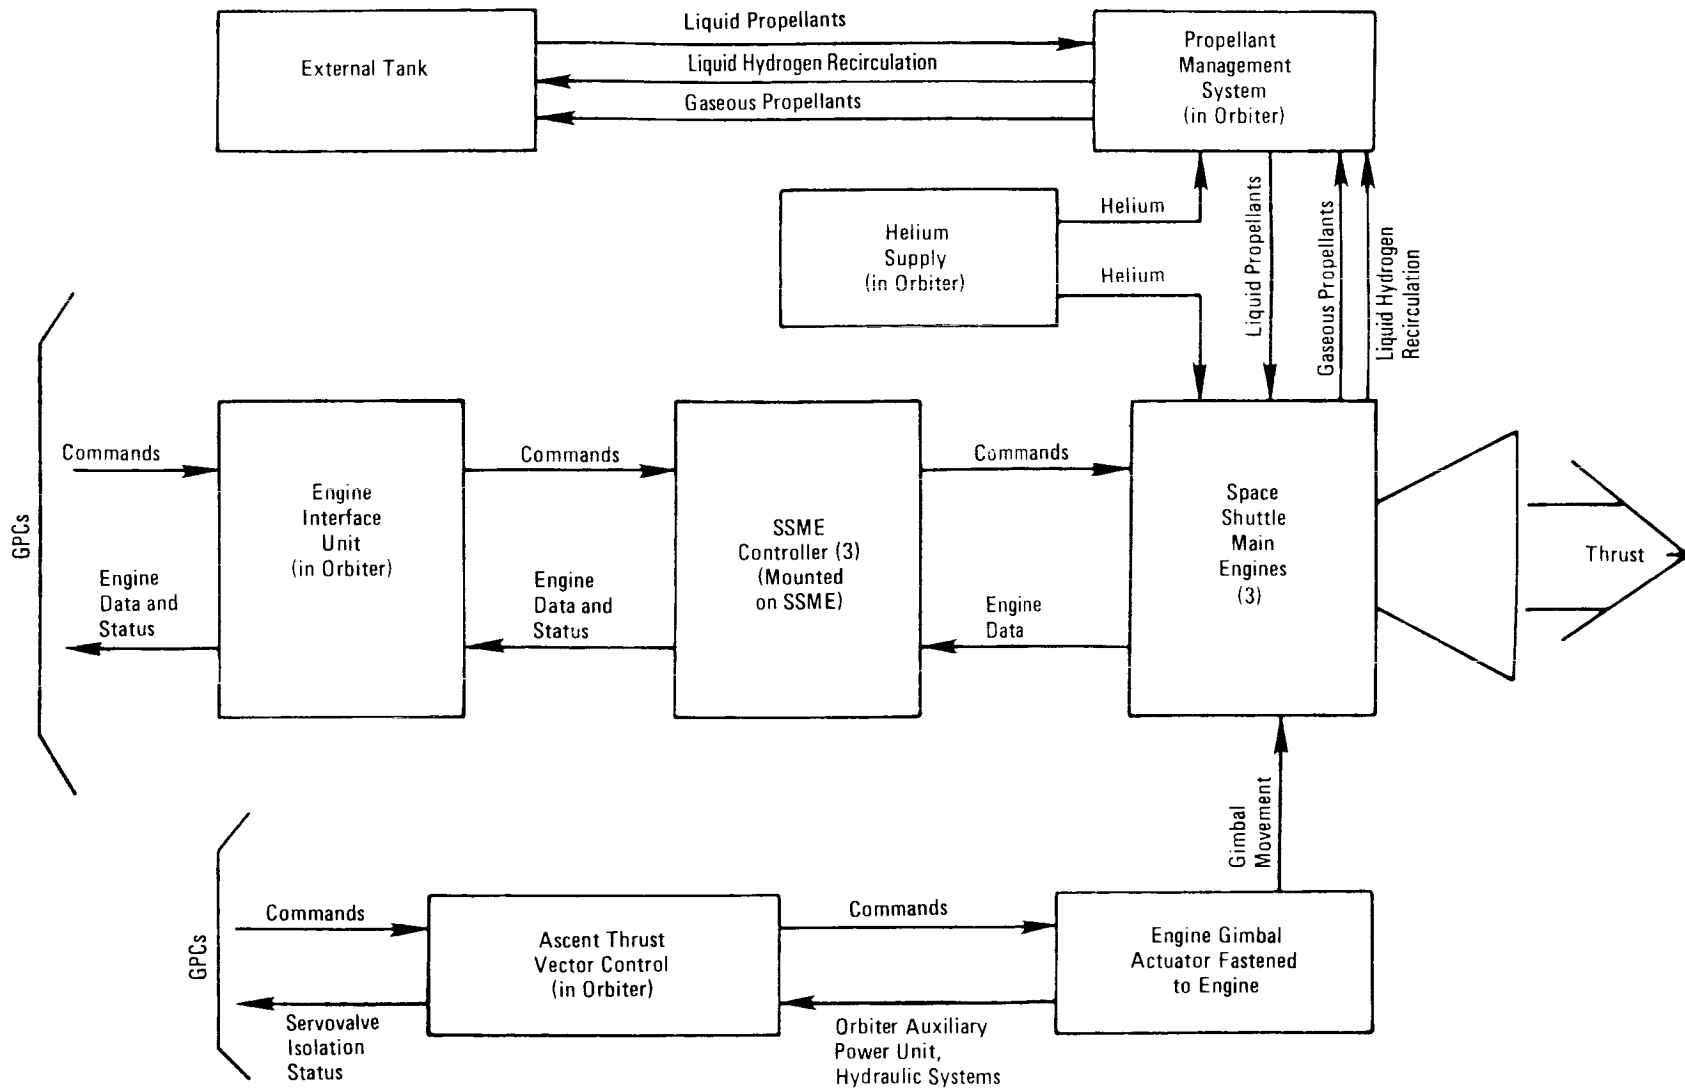 Liquid Propellants
External Tank
Liquid Hydrogen Recirculation
Gaseous Propellants
Propellant
Management
System
(in Orbiter)
Helium
Supply
(in Orbiter)
Helium
Helium
Liquid Propellants
Gaseous Propellants
Liquid Hydrogen
Recirculation
GPCs
Commands
Engine
Data and
Status
Engine
Interface
Unit
(in Orbiter)
Commands
Engine
Data and
Status
SSME
Controller (3)
(Mounted
on SSME)
Commands
Engine
Data
Space
Shuttle
Main
Engines
(3)
Thrust
Gimbal
Movement
GPCs
Commands
Servovalve
Isolation
Status
Ascent Thrust
Vector Control
(in Orbiter)
Commands
Orbiter Auxiliary
Power Unit,
Hydraulic Systems
Engine Gimbal
Actuator Fastened
to Engine